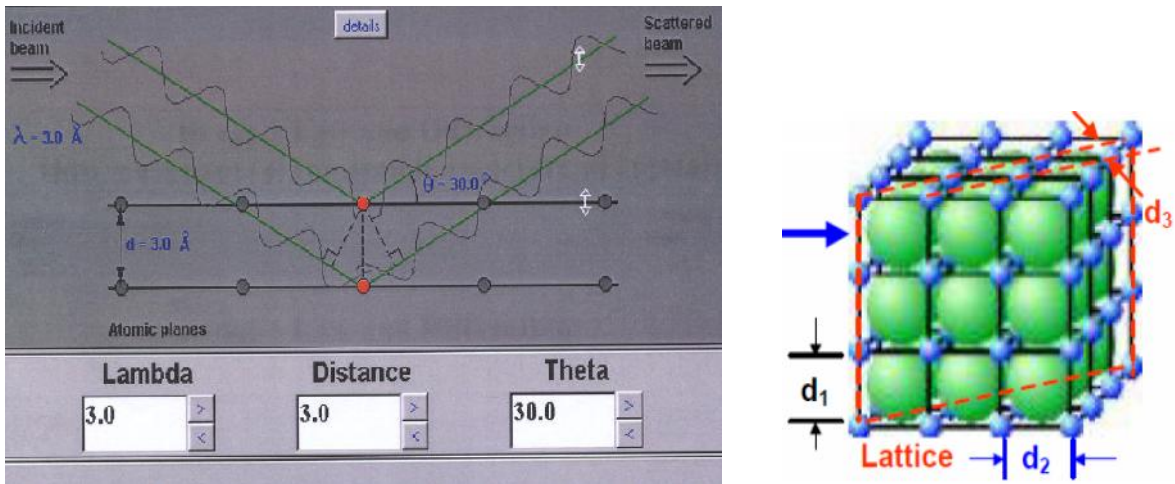 Incident
beam
details
Scattered
beam
λ = 3.0 Å
θ = 30.0 °
d = 3.0 Å
Atomic planes
Lambda
Distance
Theta
3.0
>
<
3.0
>
<
30.0
>
<
d3
d1
Lattice
d2